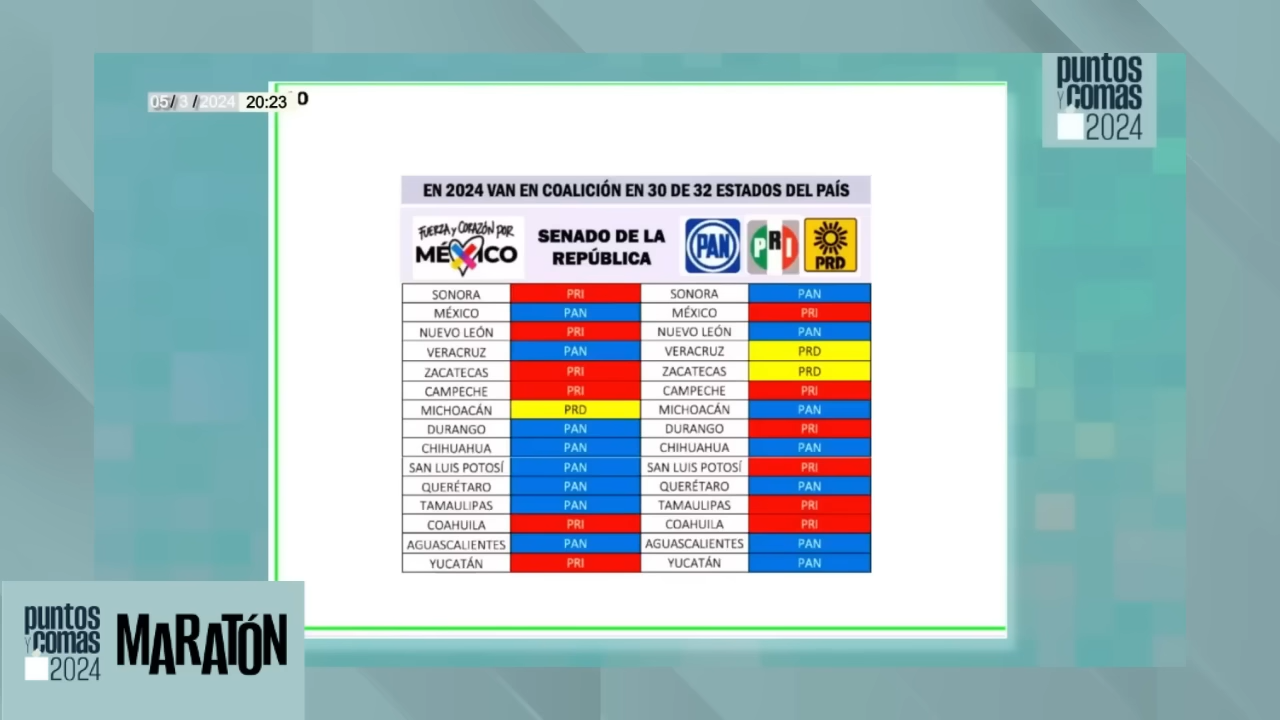 05/ 3 / 2024 20:23 0
puntos
y comas
2024
EN 2024 VAN EN COALICIÓN EN 30 DE 32 ESTADOS DEL PAÍS
FUERZA y CORAZÓN POR
MÉXICO
SENADO DE LA
REPÚBLICA
PAN
PRI
PRD
SONORA PRI SONORA PAN
MÉXICO PAN MÉXICO PRI
NUEVO LEÓN PRI NUEVO LEÓN PAN
VERACRUZ PAN VERACRUZ PRD
ZACATECAS PRI ZACATECAS PRD
CAMPECHE PRI CAMPECHE PRI
MICHOACÁN PRD MICHOACÁN PAN
DURANGO PAN DURANGO PRI
CHIHUAHUA PAN CHIHUAHUA PAN
SAN LUIS POTOSÍ PAN SAN LUIS POTOSÍ PRI
QUERÉTARO PAN QUERÉTARO PAN
TAMAULIPAS PAN TAMAULIPAS PRI
COAHUILA PRI COAHUILA PRI
AGUASCALIENTES PAN AGUASCALIENTES PAN
YUCATÁN PRI YUCATÁN PAN
puntos
y comas
2024
MARATÓN